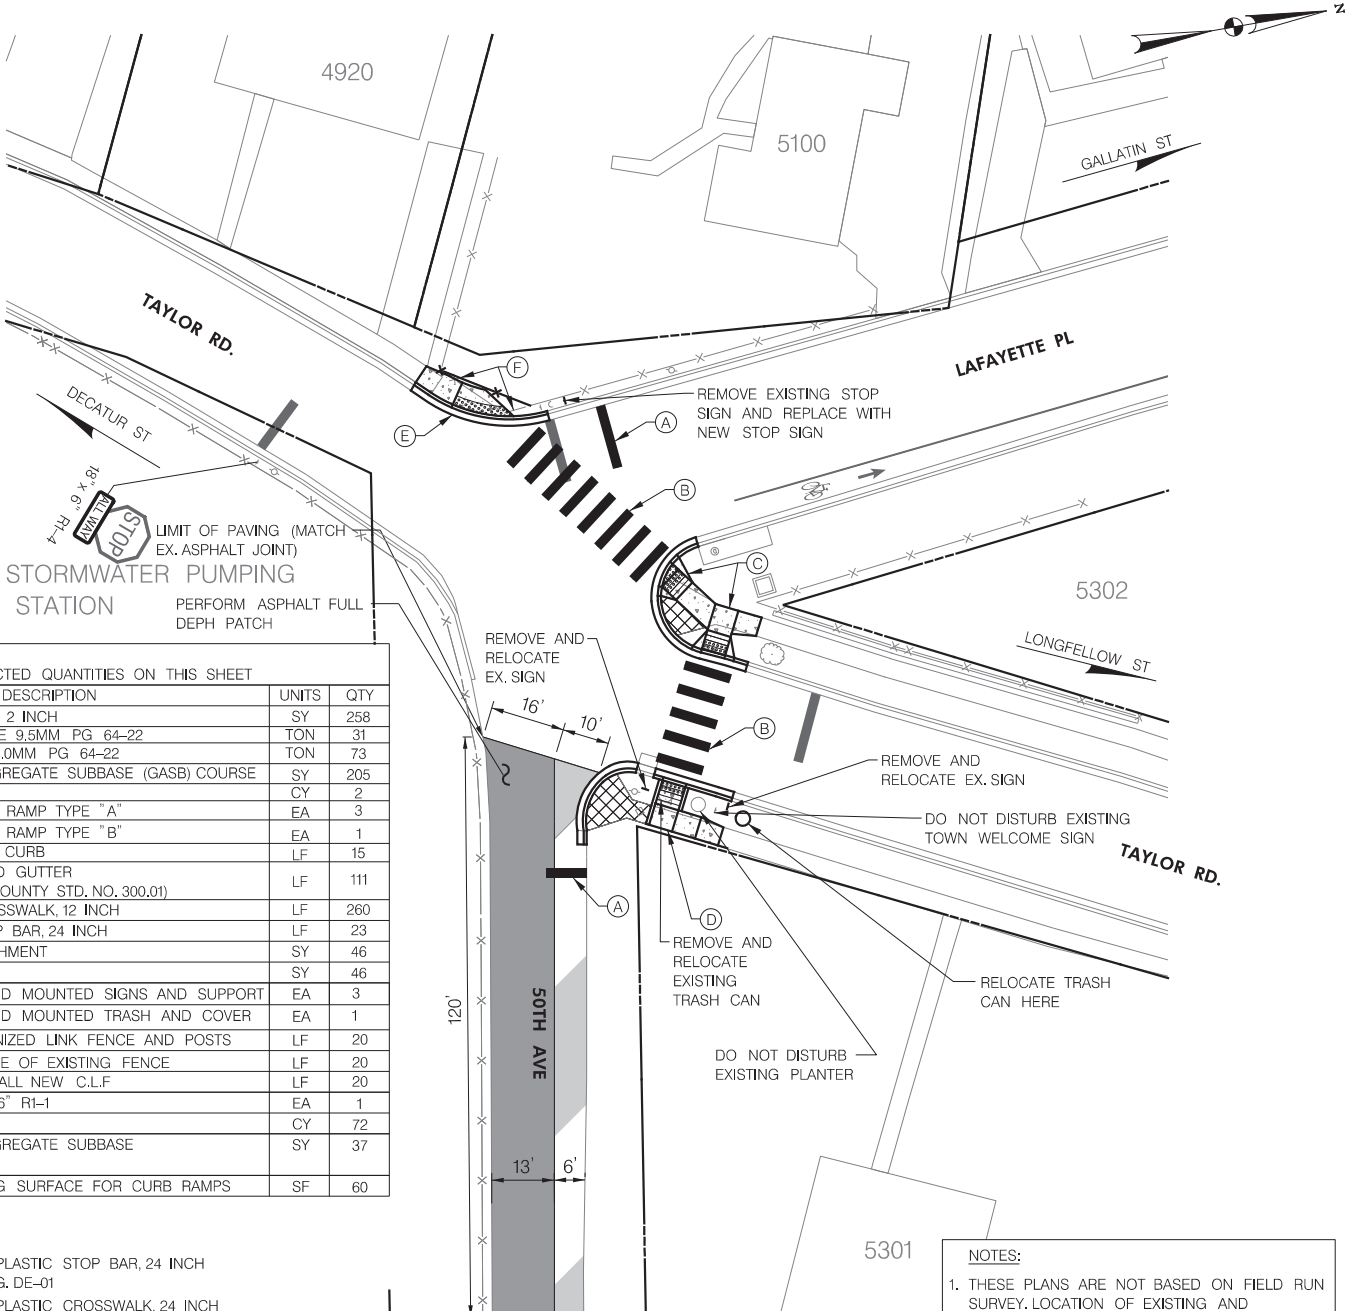 N
4920
5100
GALLATIN ST
TAYLOR RD.
LAFAYETTE PL
F
REMOVE EXISTING STOP
SIGN AND REPLACE WITH
NEW STOP SIGN
A
E
DECATUR ST
B
18" x 6" R1-4
ALL WAY
STOP
LIMIT OF PAVING (MATCH
EX. ASPHALT JOINT)
STORMWATER PUMPING
STATION
PERFORM ASPHALT FULL
DEPH PATCH
C
5302
LONGFELLOW ST
REMOVE AND
RELOCATE
EX. SIGN
16'
10'
B
REMOVE AND
RELOCATE EX. SIGN
DO NOT DISTURB EXISTING
TOWN WELCOME SIGN
TAYLOR RD.
A
D
REMOVE AND
RELOCATE
EXISTING
TRASH CAN
RELOCATE TRASH
CAN HERE
DO NOT DISTURB
EXISTING PLANTER
120'
50TH AVE
13'
6'
5301
CTED QUANTITIES ON THIS SHEET
DESCRIPTION UNITS QTY
2 INCH SY 258
E 9.5MM PG 64-22 TON 31
.0MM PG 64-22 TON 73
GREGATE SUBBASE (GASB) COURSE SY 205
CY 2
RAMP TYPE "A" EA 3
RAMP TYPE "B" EA 1
CURB LF 15
D GUTTER
OUNTY STD. NO. 300.01) LF 111
SSWALK, 12 INCH LF 260
P BAR, 24 INCH LF 23
HMENT SY 46
SY 46
D MOUNTED SIGNS AND SUPPORT EA 3
D MOUNTED TRASH AND COVER EA 1
NIZED LINK FENCE AND POSTS LF 20
E OF EXISTING FENCE LF 20
ALL NEW C.L.F LF 20
6" R1-1 EA 1
CY 72
GREGATE SUBBASE SY 37
G SURFACE FOR CURB RAMPS SF 60
PLASTIC STOP BAR, 24 INCH
G. DE-01
PLASTIC CROSSWALK, 24 INCH
NOTES:
1. THESE PLANS ARE NOT BASED ON FIELD RUN
SURVEY. LOCATION OF EXISTING AND